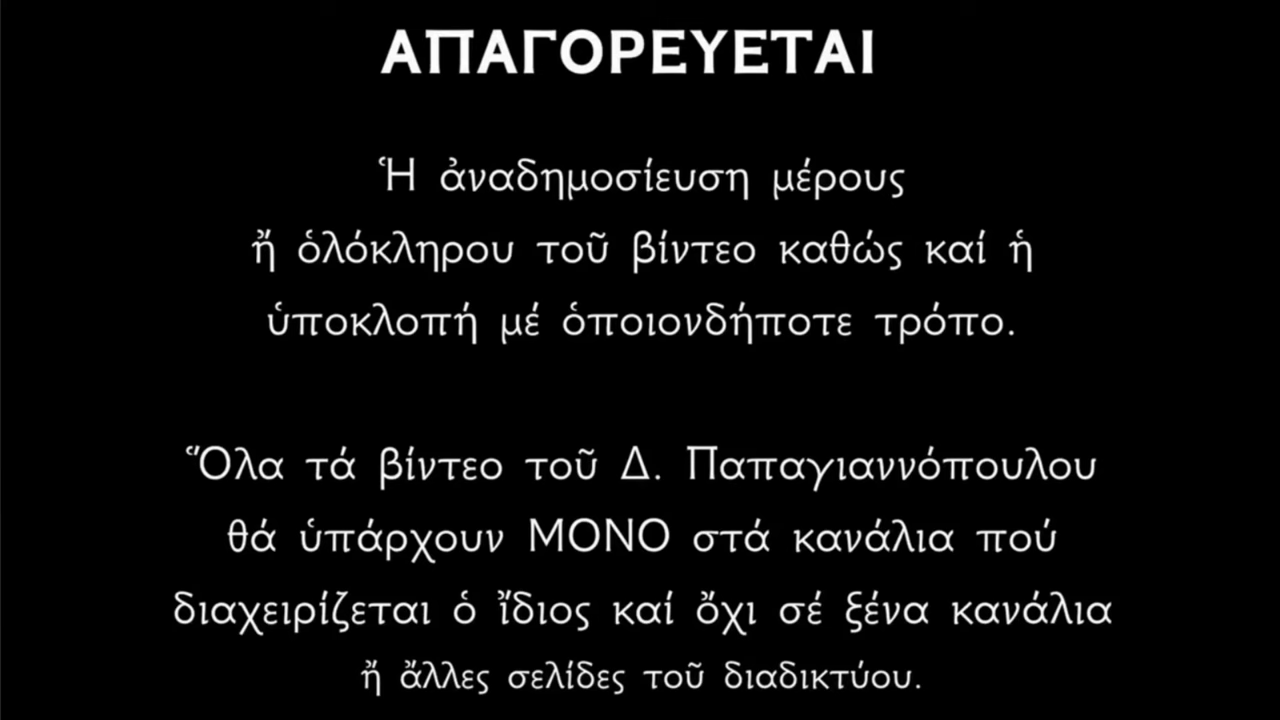 ΑΠΑΓΟΡΕΥΕΤΑΙ
Ἡ ἀναδημοσίευση μέρους
ἤ ὁλόκληρου τοῦ βίντεο καθώς καί ἡ
ὑποκλοπή μέ ὁποιονδήποτε τρόπο.
Ὅλα τά βίντεο τοῦ Δ. Παπαγιαννόπουλου
θά ὑπάρχουν ΜΟΝΟ στά κανάλια πού
διαχειρίζεται ὁ ἴδιος καί ὄχι σέ ξένα κανάλια
ἤ ἄλλες σελίδες τοῦ διαδικτύου.